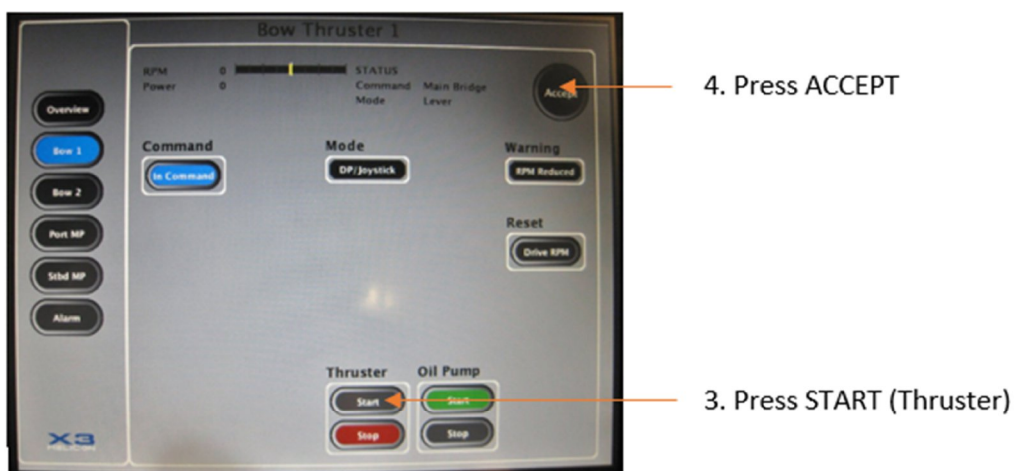 Bow Thruster 1
RPM 0 STATUS
Power 0 Command Main Bridge
Mode Lever
Accept
4. Press ACCEPT
Overview
Bow 1
Bow 2
Port MP
Stbd MP
Alarm
Command
In Command
Mode
DP/Joystick
Warning
RPM Reduced
Reset
Drive RPM
Thruster
Start
Stop
Oil Pump
Start
Stop
3. Press START (Thruster)
X3
HELICON